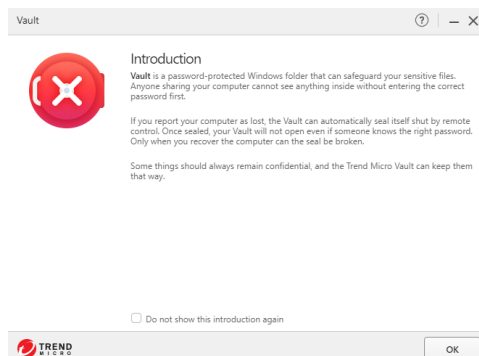 Vault
Introduction
Vault is a password-protected Windows folder that can safeguard your sensitive files.
Anyone sharing your computer cannot see anything inside without entering the correct
password first.
If you report your computer as lost, the Vault can automatically seal itself shut by remote
control. Once sealed, your Vault will not open even if someone knows the right password.
Only when you recover the computer can the seal be broken.
Some things should always remain confidential, and the Trend Micro Vault can keep them
that way.
Do not show this introduction again
TREND
MICRO
OK